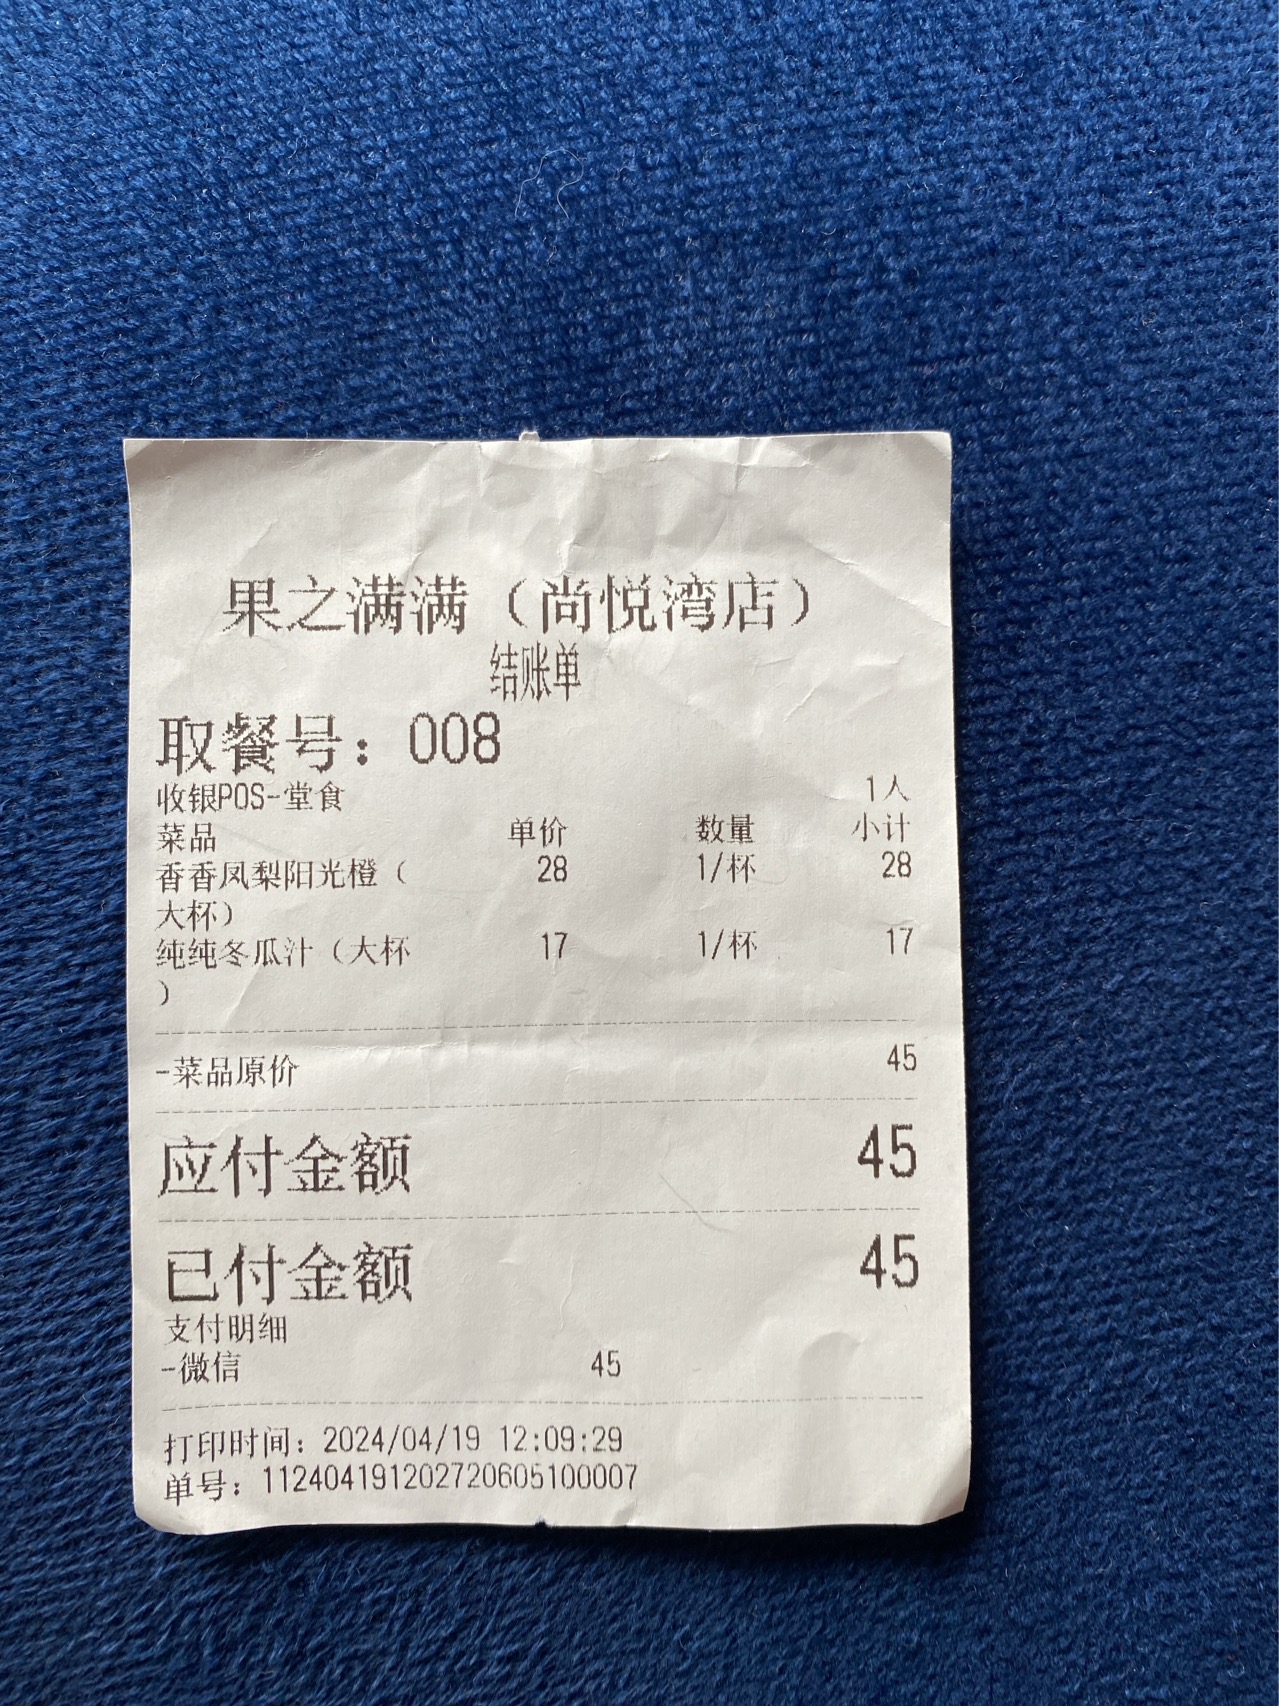 果之满满（尚悦湾店）
结账单
取餐号：008
收银POS-堂食 1人
菜品 单价 数量 小计
香香凤梨阳光橙（ 28 1/杯 28
大杯）
纯纯冬瓜汁（大杯 17 1/杯 17
）
-菜品原价 45
应付金额 45
已付金额 45
支付明细
-微信 45
打印时间：2024/04/19 12:09:29
单号：112404191202720605100007